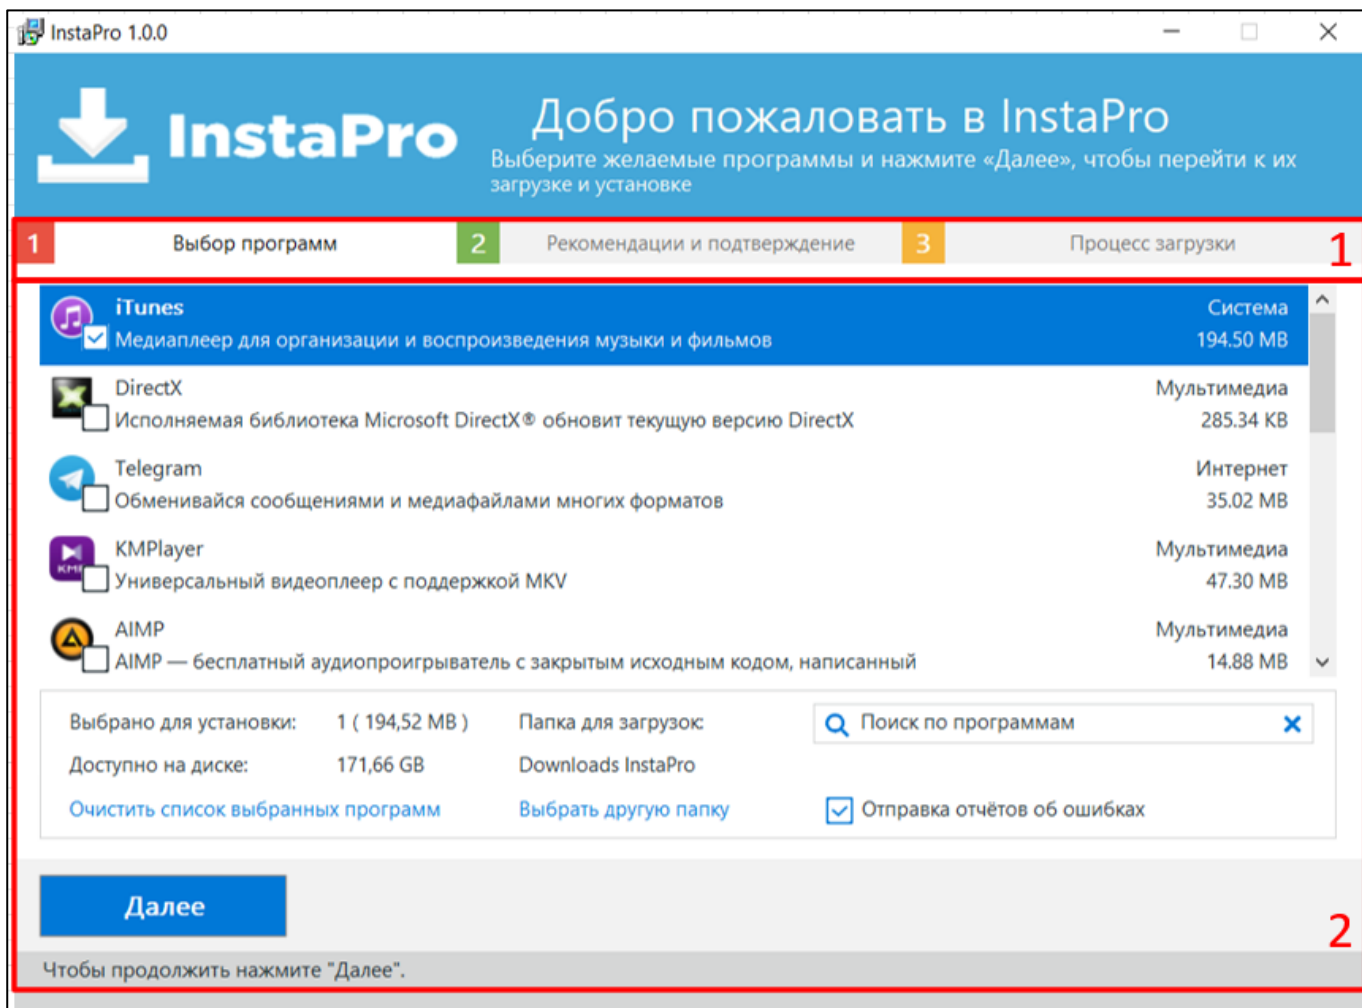 InstaPro 1.0.0
InstaPro
Добро пожаловать в InstaPro
Выберите желаемые программы и нажмите «Далее», чтобы перейти к их
загрузке и установке
1 Выбор программ 2 Рекомендации и подтверждение 3 Процесс загрузки 1
iTunes Система
Медиаплеер для организации и воспроизведения музыки и фильмов 194.50 MB
DirectX Мультимедиа
Исполняемая библиотека Microsoft DirectX® обновит текущую версию DirectX 285.34 KB
Telegram Интернет
Обменивайся сообщениями и медиафайлами многих форматов 35.02 MB
KMPlayer Мультимедиа
Универсальный видеоплеер с поддержкой MKV 47.30 MB
AIMP Мультимедиа
AIMP — бесплатный аудиопроигрыватель с закрытым исходным кодом, написанный 14.88 MB
Выбрано для установки: 1 ( 194,52 MB ) Папка для загрузок: Поиск по программам
Доступно на диске: 171,66 GB Downloads InstaPro
Очистить список выбранных программ Выбрать другую папку Отправка отчётов об ошибках
Далее
2
Чтобы продолжить нажмите "Далее".